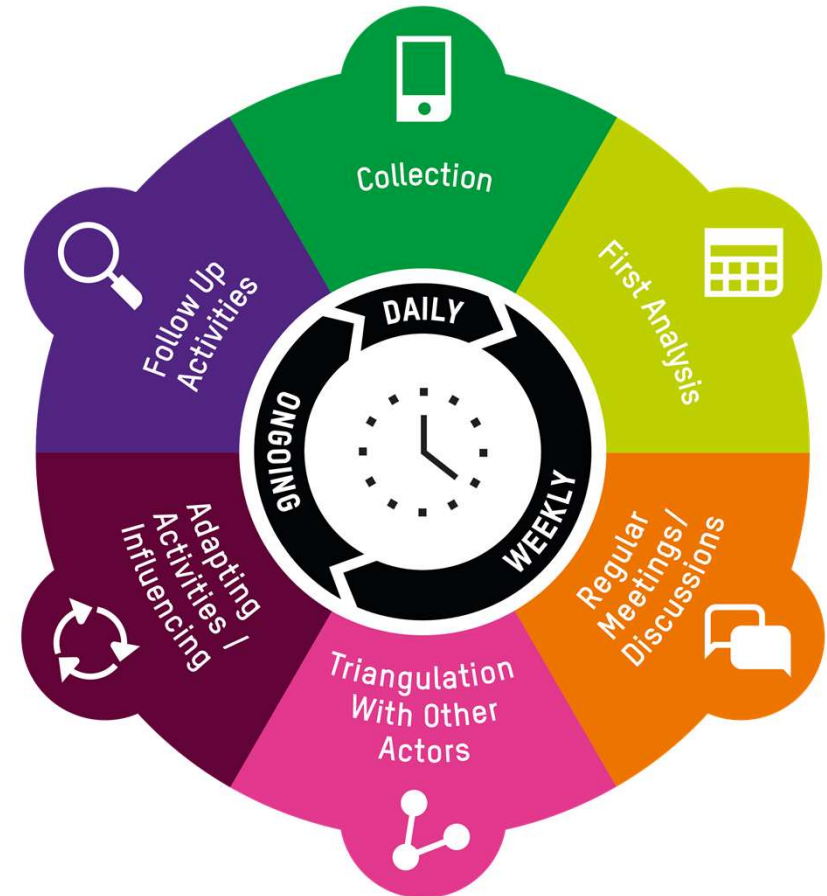 Collection
First Analysis
Regular
Meetings/
Discussions
Triangulation
With Other
Actors
Adapting
Activities /
Influencing
Follow Up
Activities
DAILY
WEEKLY
ONGOING